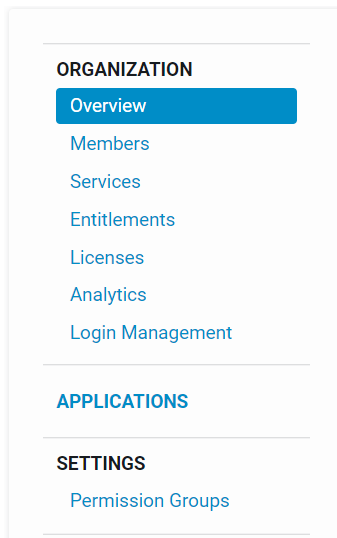 ORGANIZATION
Overview
Members
Services
Entitlements
Licenses
Analytics
Login Management
APPLICATIONS
SETTINGS
Permission Groups